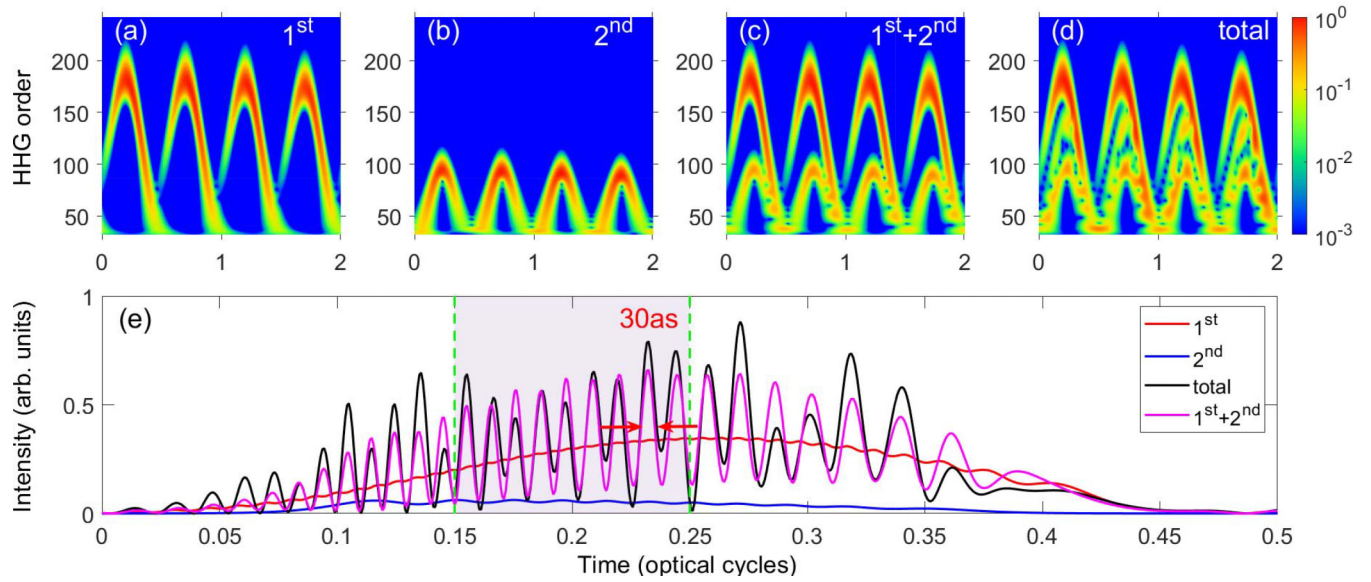 (a) 1st
(b) 2nd
(c) 1st+2nd
(d) total
HHG order
200
150
100
50
0 1 2
200
150
100
50
0 1 2
200
150
100
50
0 1 2
200
150
100
50
0 1 2
10^0
10^-1
10^-2
10^-3
(e)
30as
1st
2nd
total
1st+2nd
Intensity (arb. units)
1
0.5
0
0 0.05 0.1 0.15 0.2 0.25 0.3 0.35 0.4 0.45 0.5
Time (optical cycles)